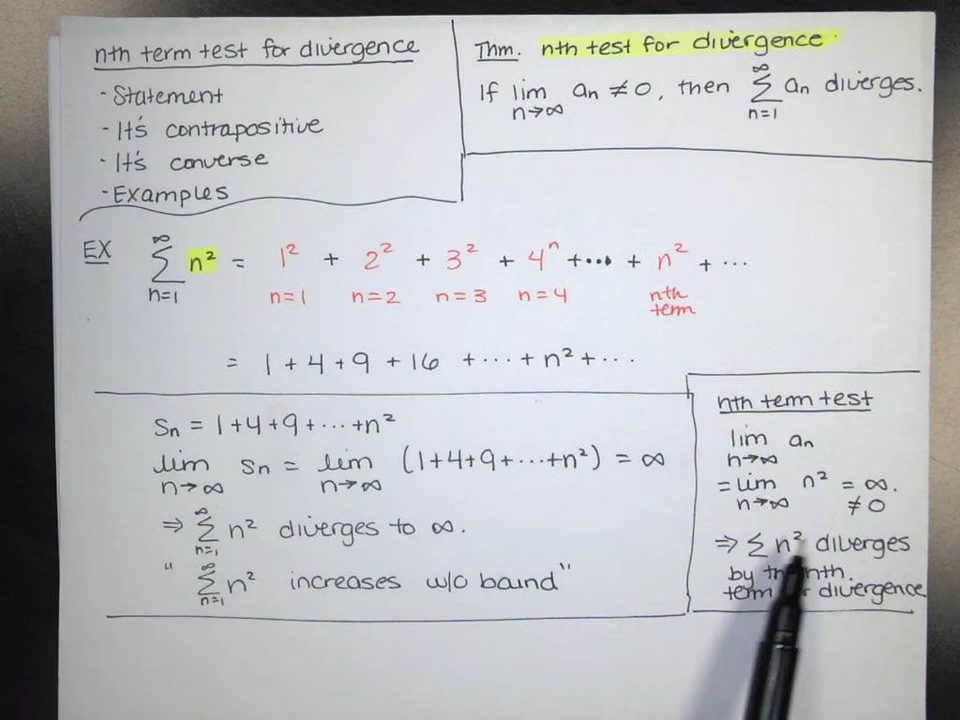 nth term test for divergence
- Statement
- It's contrapositive
- It's converse
- Examples
Thm. nth test for divergence.
If lim n→∞ an ≠ 0, then ∞ Σ n=1 an diverges.
EX ∞ Σ n=1 n² = 1² + 2² + 3² + 4ⁿ + ... + n² + ...
n=1 n=2 n=3 n=4 nth term
= 1 + 4 + 9 + 16 + ... + n² + ...
Sn = 1+4+9+...+n²
lim n→∞ Sn = lim n→∞ (1+4+9+...+n²) = ∞
⇒ ∞ Σ n=1 n² diverges to ∞.
" ∞ Σ n=1 n² increases w/o bound"
nth term test
lim n→∞ an
= lim n→∞ n² = ∞.
≠ 0
⇒ Σ n² diverges
by nth
term divergence